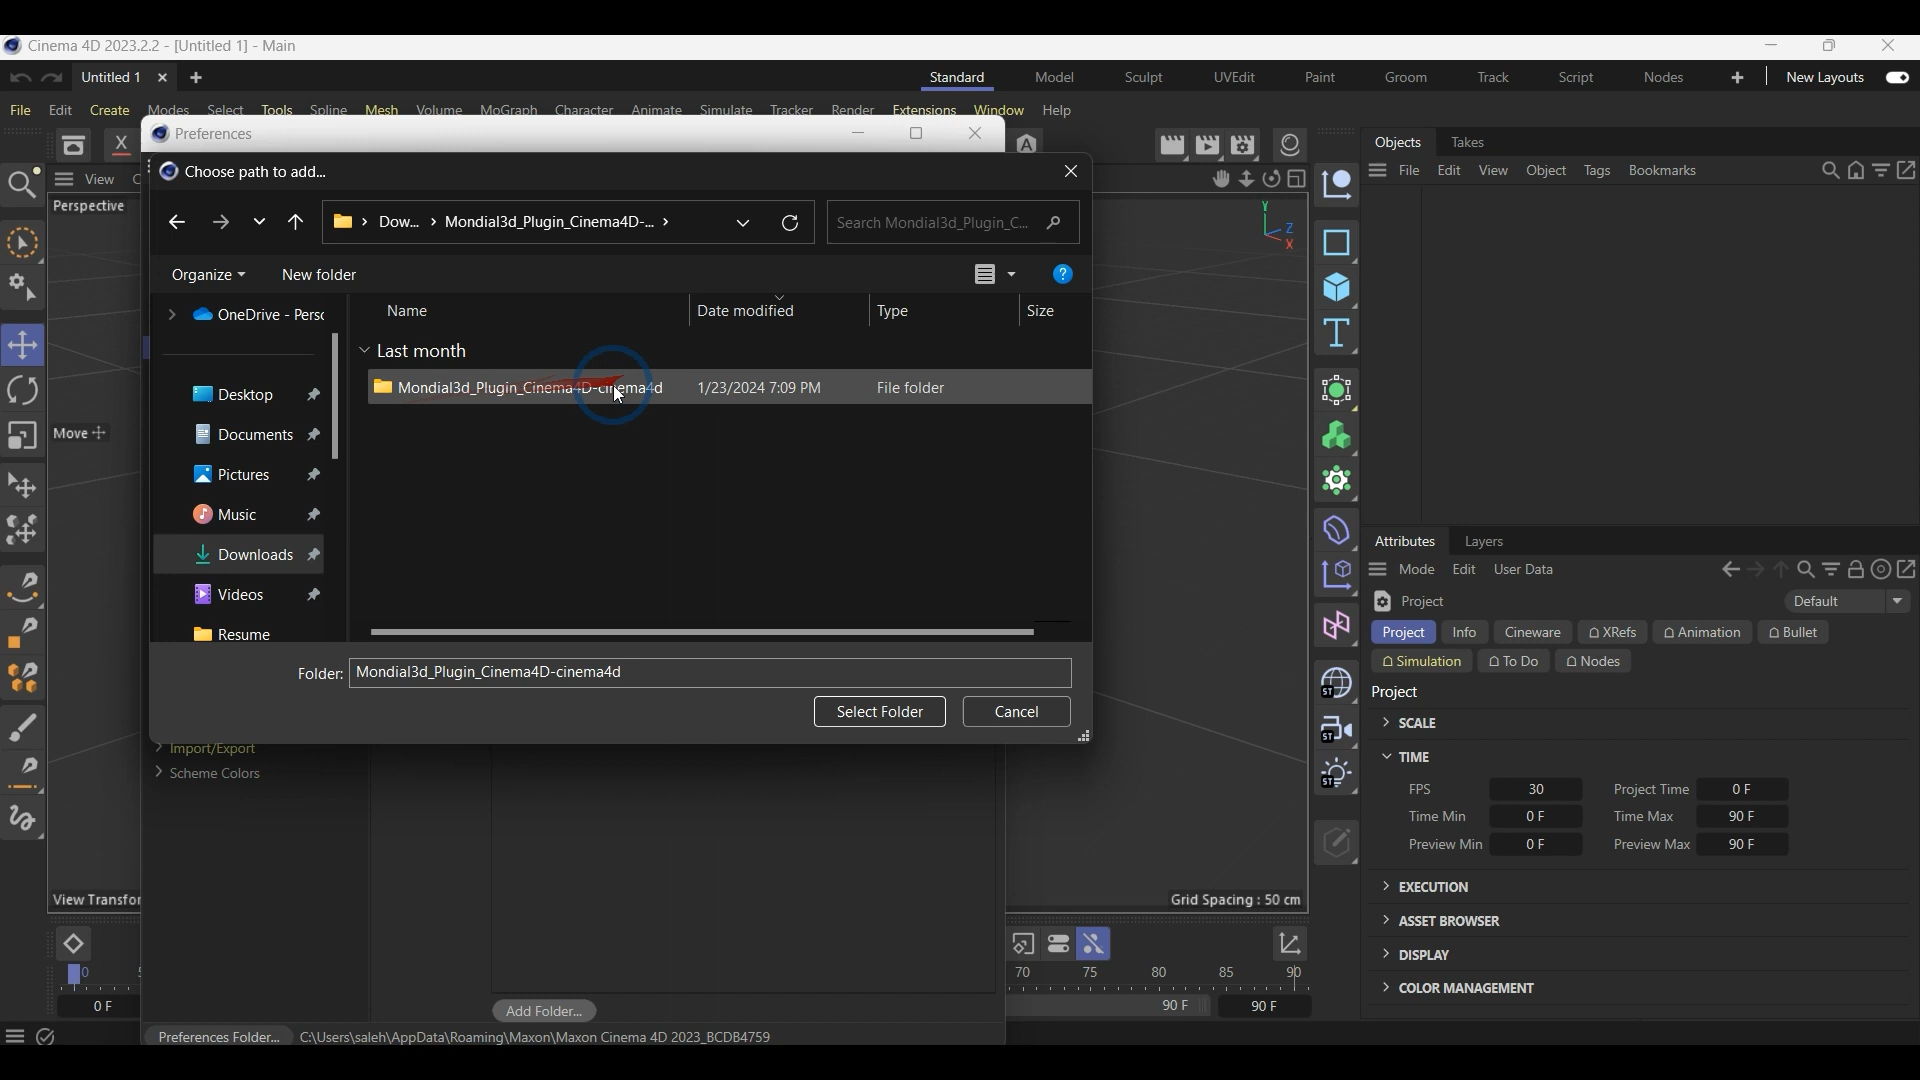 Cinema 4D 2023.2.2 - [Untitled 1] - Main
Untitled 1
Standard Model Sculpt UVEdit Paint Groom Track Script Nodes New Layouts
File Edit Create Modes Select Tools Spline Mesh Volume MoGraph Character Animate Simulate Tracker Render Extensions Window Help
Preferences
Objects Takes
File Edit View Object Tags Bookmarks
View
Perspective
Choose path to add...
Dow... > Mondial3d_Plugin_Cinema4D-... >
Search Mondial3d_Plugin_C...
Organize
New folder
Name Date modified Type Size
OneDrive - Perso
Last month
Mondial3d_Plugin_Cinema4D-cinema4d 1/23/2024 7:09 PM File folder
Desktop
Documents
Pictures
Music
Downloads
Videos
Resume
Folder: Mondial3d_Plugin_Cinema4D-cinema4d
Select Folder Cancel
Import/Export
Scheme Colors
Add Folder...
Preferences Folder... C:\Users\saleh\AppData\Roaming\Maxon\Maxon Cinema 4D 2023_BCDB4759
Move
View Transfor
Y
Z
X
Grid Spacing : 50 cm
0
0 F
70 75 80 85 90
90 F 90 F
X
A
T
ST
ST
ST
Attributes Layers
Mode Edit User Data
Project Default
Project Info Cineware XRefs Animation Bullet
Simulation To Do Nodes
Project
SCALE
TIME
FPS 30 Project Time 0 F
Time Min 0 F Time Max 90 F
Preview Min 0 F Preview Max 90 F
EXECUTION
ASSET BROWSER
DISPLAY
COLOR MANAGEMENT